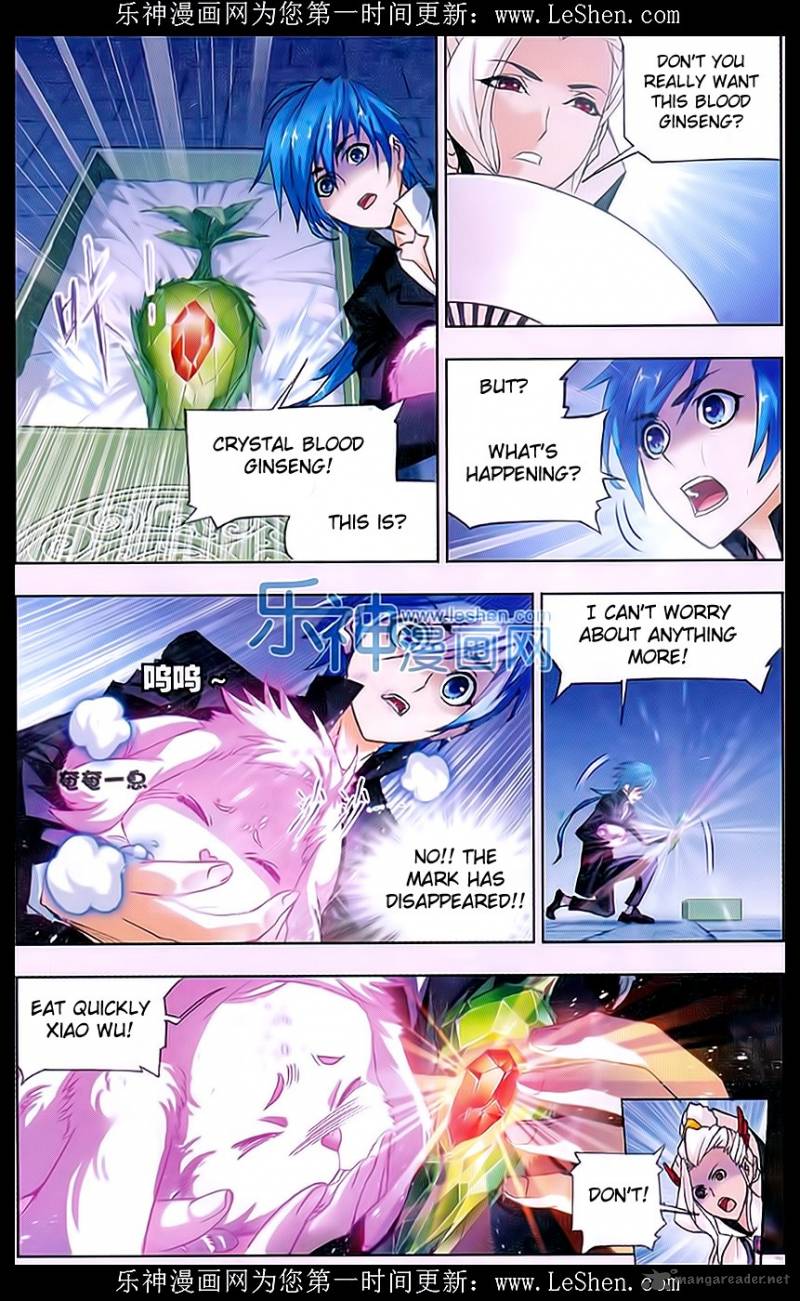 乐神漫画网为您第一时间更新：www.LeShen.com
DON'T YOU
REALLY WANT
THIS BLOOD
GINSENG?
CRYSTAL BLOOD
GINSENG!
THIS IS?
BUT?
WHAT'S
HAPPENING?
乐神漫画网
www.leshen.com
呜呜～
奄奄一息
沙沙
NO!! THE
MARK HAS
DISAPPEARED!!
I CAN'T WORRY
ABOUT ANYTHING
MORE!
EAT QUICKLY
XIAO WU!
DON'T!
乐神漫画网为您第一时间更新：www.LeShen.com
mangareader.net